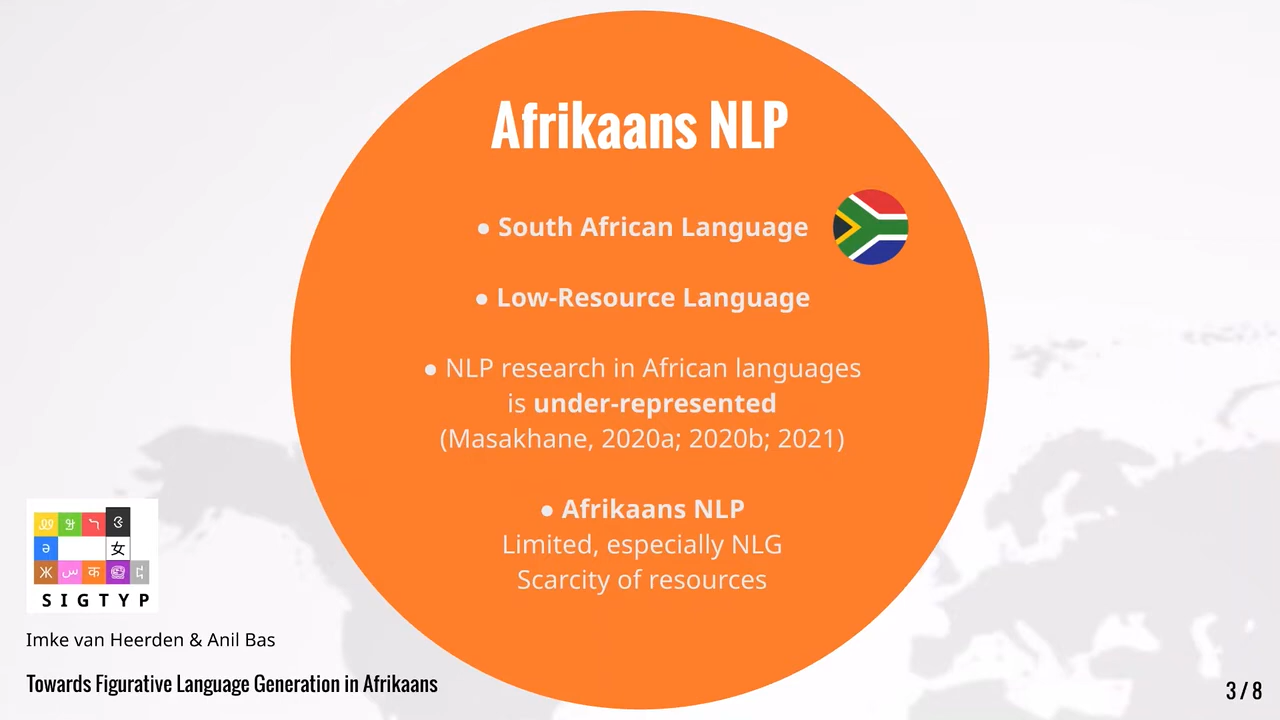 Afrikaans NLP
● South African Language
● Low-Resource Language
● NLP research in African languages
is under-represented
(Masakhane, 2020a; 2020b; 2021)
● Afrikaans NLP
Limited, especially NLG
Scarcity of resources
女
Ж س क
S I G T Y P
Imke van Heerden & Anil Bas
Towards Figurative Language Generation in Afrikaans
3 / 8